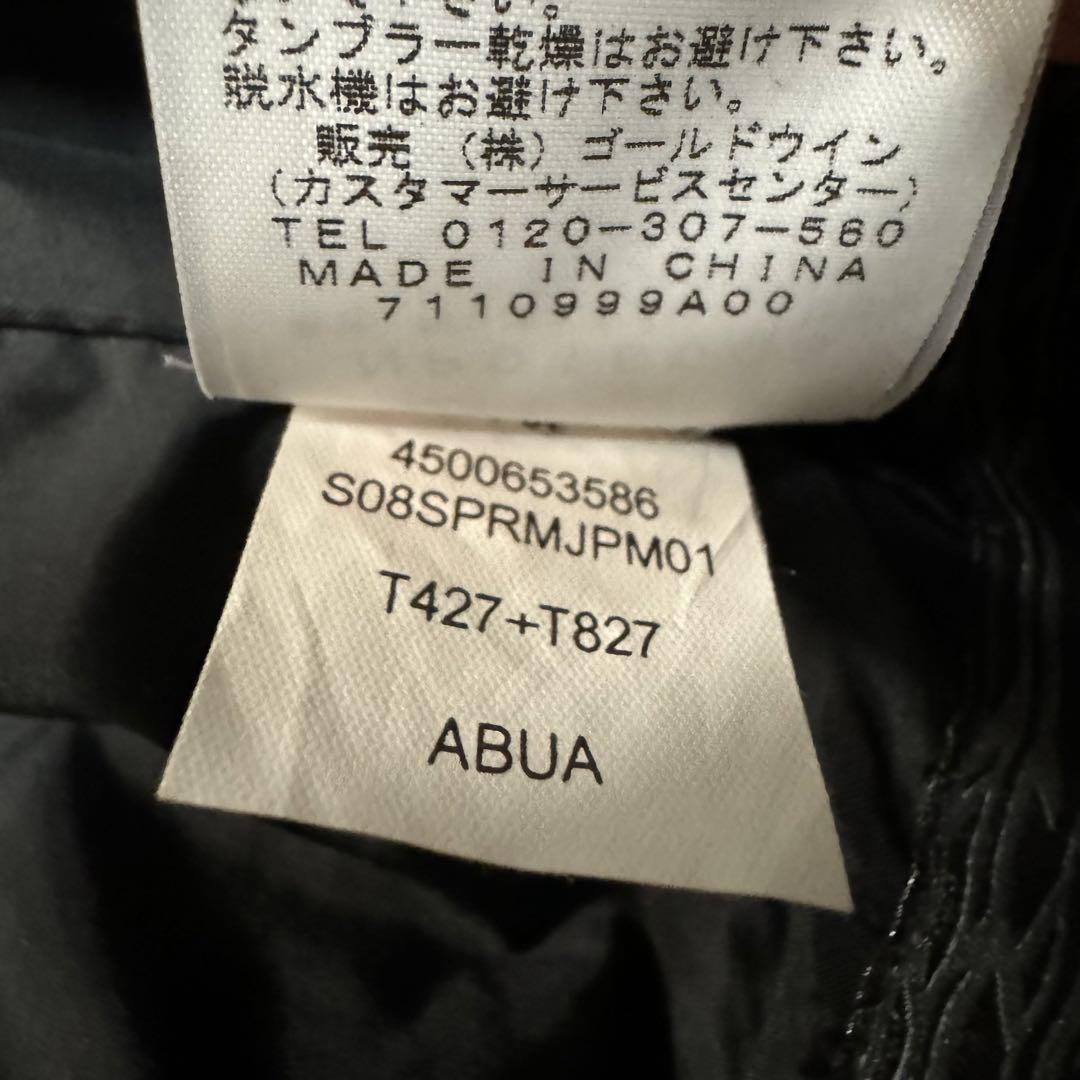 下さい。
タンブラー乾燥はお避け下さい。
脱水機はお避け下さい。
販売 (株) ゴールドウイン
(カスタマーサービスセンター)
TEL 0120-307-560
MADE IN CHINA
7110999A00
4500653586
S08SPRMJPM01
T427+T827
ABUA